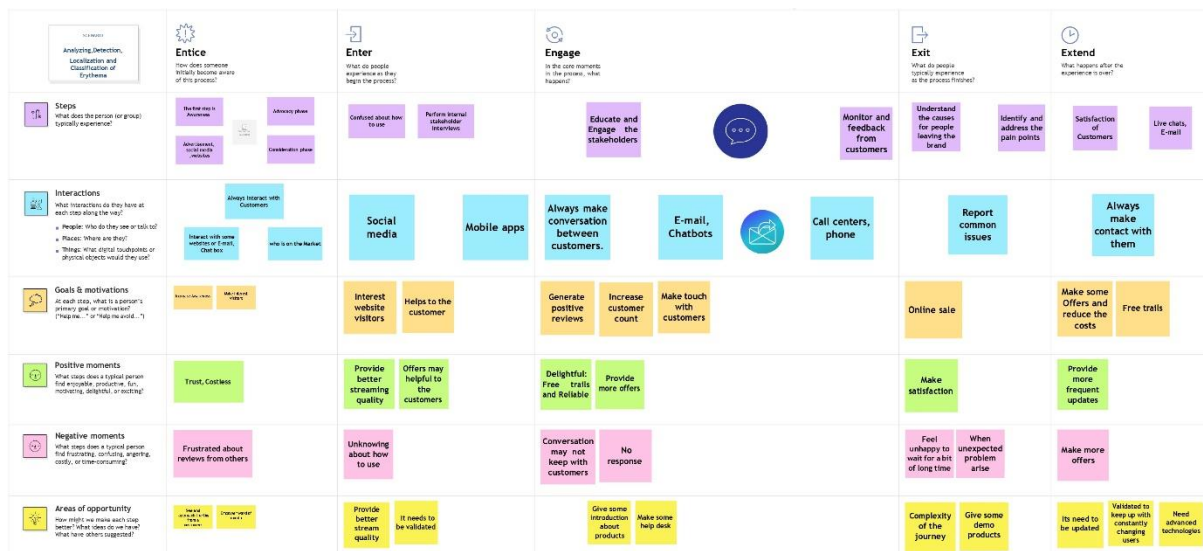 SCENARIO
Analyzing,Detection,
Localization and
Classification of
Erythema
Entice
How does someone
initially become aware
of this process?
Enter
What do people
experience as they
begin the process?
Engage
In the core moments
in the process, what
happens?
Exit
What do people
typically experience
as the process finishes?
Extend
What happens after the
experience is over?
Steps
What does the person (or group)
typically experience?
The first step is
Awareness
Advocacy phase
Advertisement,
social media
,websites
Consideration phase
Confused about how
to use
Perform internal
stakeholder
interviews
Educate and
Engage the
stakeholders
Monitor and
feedback
from
customers
Understand
the causes
for people
leaving the
brand
Identify and
address the
pain points
Satisfaction
of
Customers
Live chats,
E-mail
Interactions
What interactions do they have at
each step along the way?
People: Who do they see or talk to?
Places: Where are they?
Things: What digital touchpoints or
physical objects would they use?
Always interact with
Customers
Interact with some
websites or E-mail,
Chat box
who is on the Market
Social
media
Mobile apps
Always make
conversation
between
customers.
E-mail,
Chatbots
Call centers,
phone
Report
common
issues
Always
make
contact with
them
Goals & motivations
At each step, what is a person's
primary goal or motivation?
("Help me..." or "Help me avoid...")
Interest
website
visitors
Helps to the
customer
Generate
positive
reviews
Increase
customer
count
Make touch
with
customers
Online sale
Make some
Offers and
reduce the
costs
Free trails
Positive moments
What steps does a typical person
find enjoyable, productive, fun,
motivating, delightful, or exciting?
Trust, Costless
Provide
better
streaming
quality
Offers may
helpful to
the
customers
Delightful:
Free trails
and Reliable
Provide
more offers
Make
satisfaction
Provide
more
frequent
updates
Negative moments
What steps does a typical person
find frustrating, confusing, angering,
costly, or time-consuming?
Frustrated about
reviews from others
Unknowing
about how
to use
Conversation
may not
keep with
customers
No
response
Feel
unhappy to
wait for a bit
of long time
When
unexpected
problem
arise
Make more
offers
Areas of opportunity
How might we make each step
better? What ideas do we have?
What have others suggested?
Provide
better
stream
quality
It needs to
be validated
Give some
introduction
about
products
Make some
help desk
Complexity
of the
journey
Give some
demo
products
Its need to
be updated
Validated to
keep up with
constantly
changing
users
Need
advanced
technologies